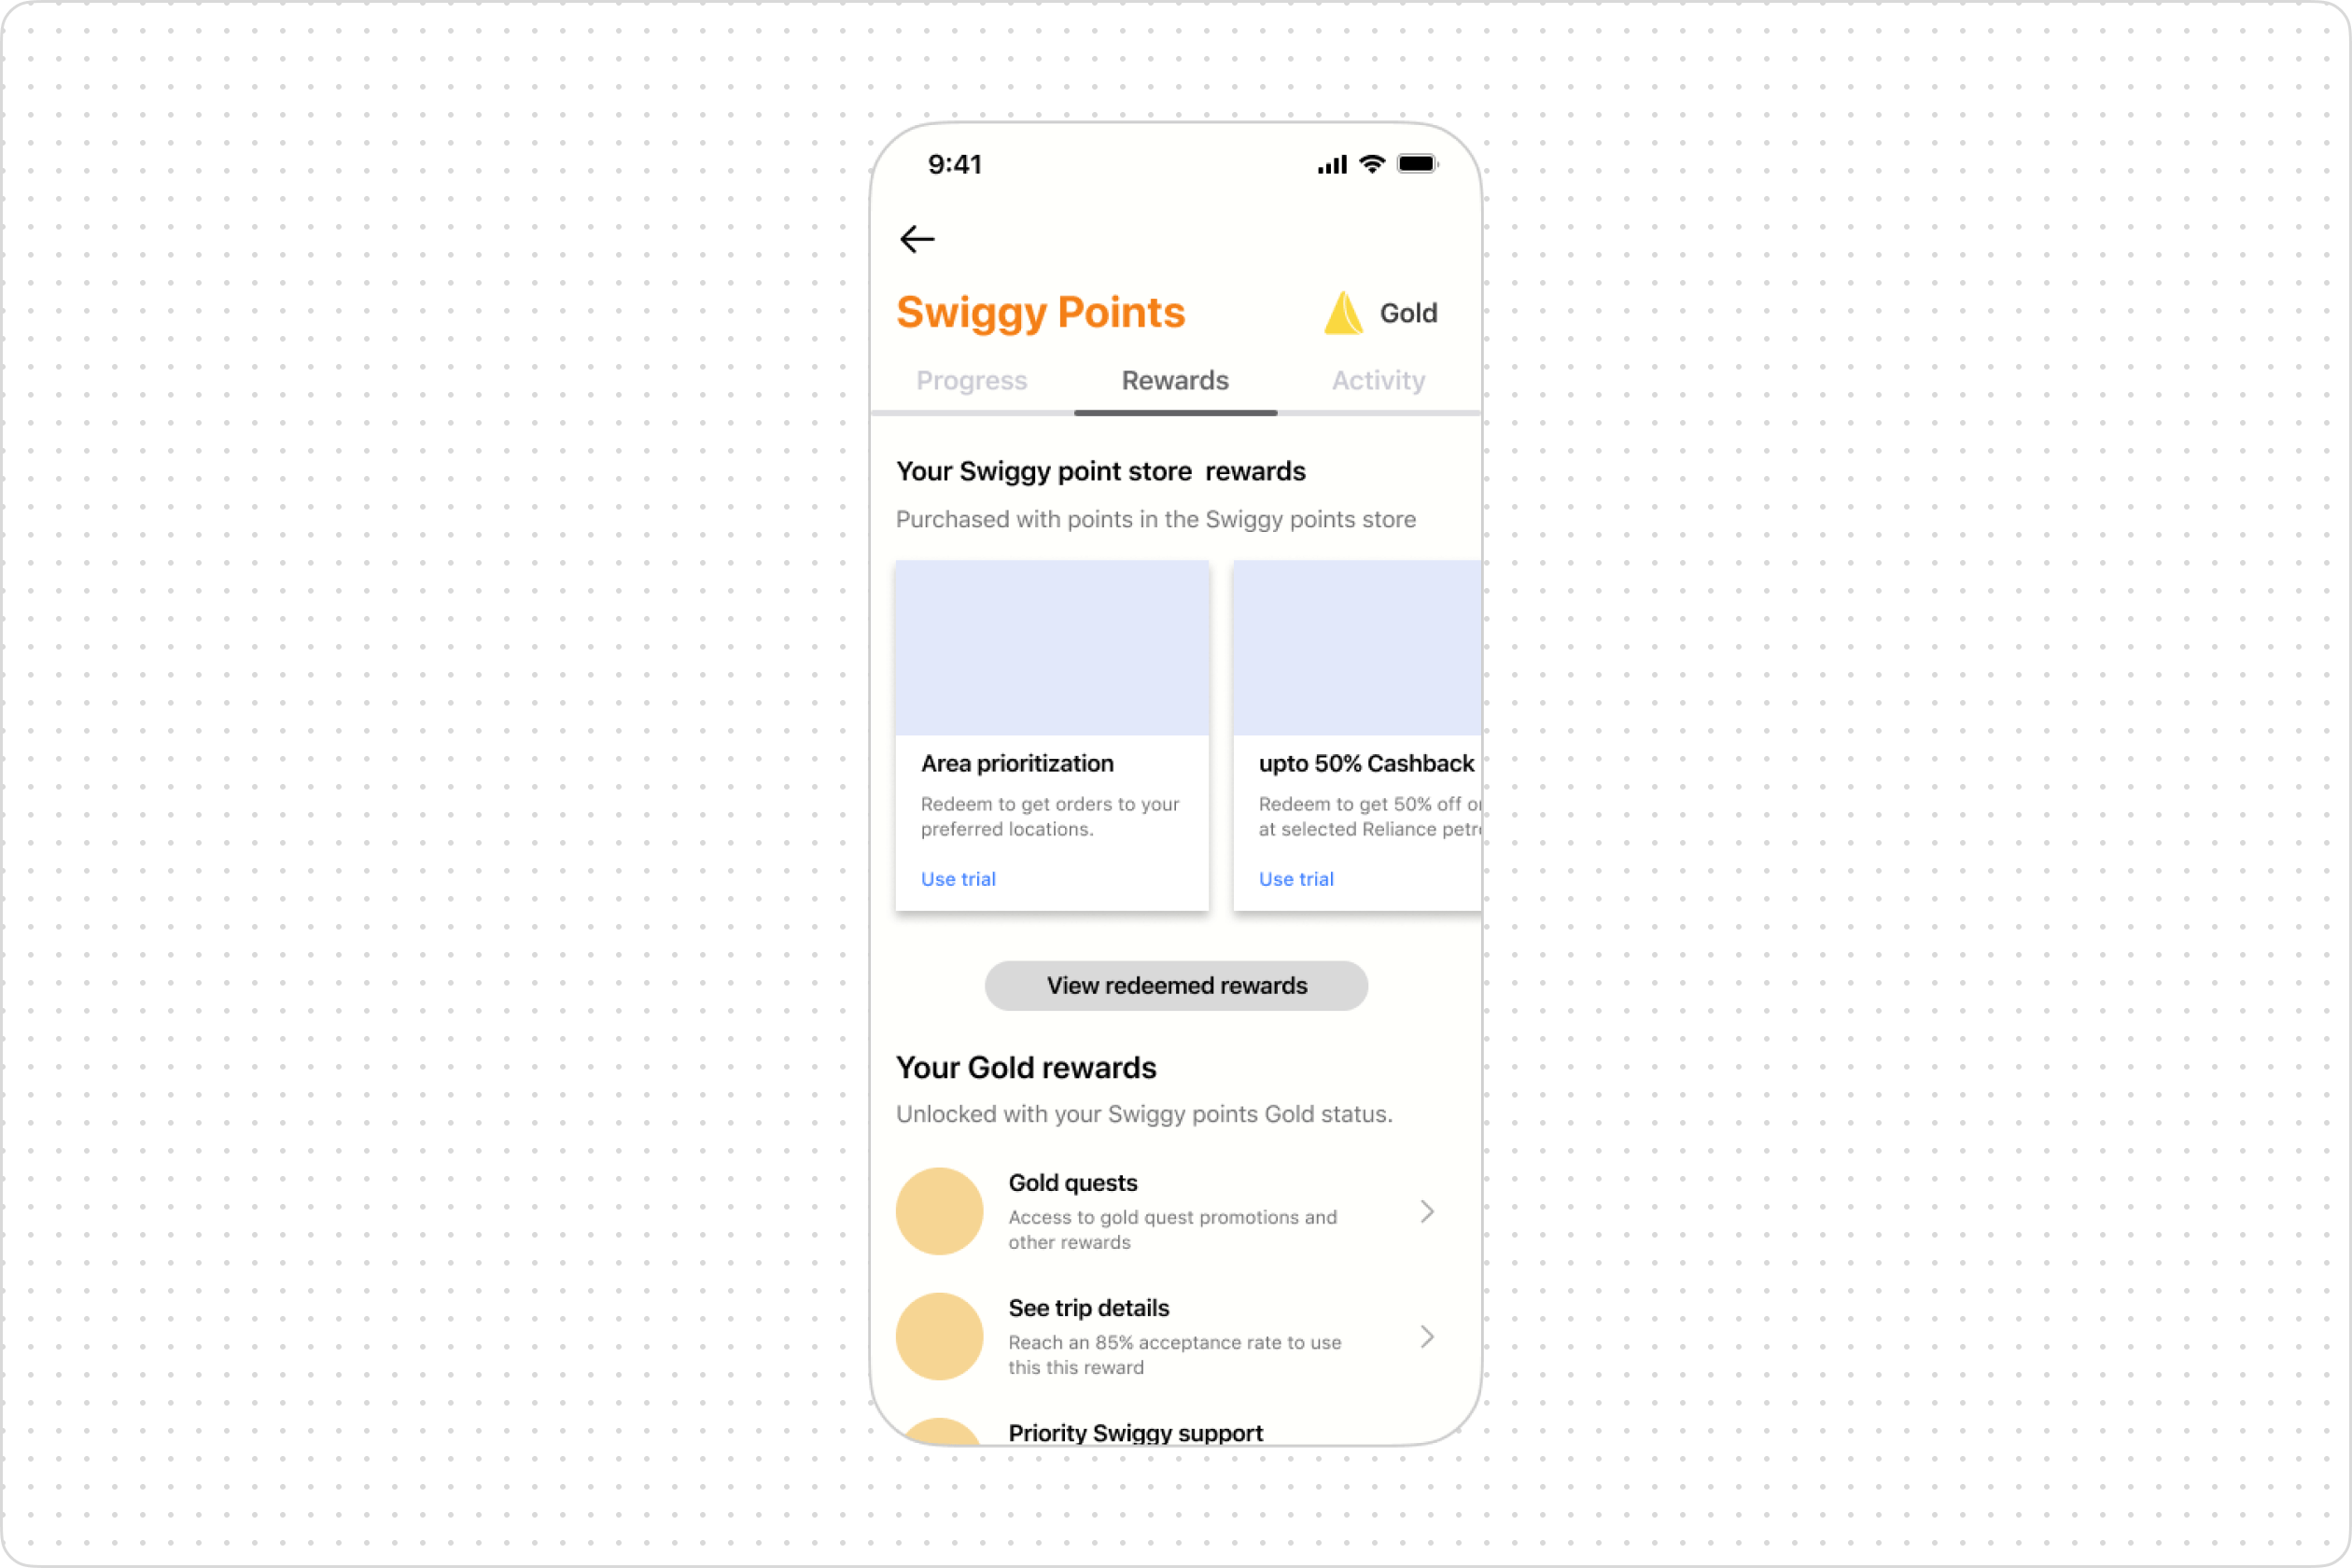 9:41
Swiggy Points
Gold
Progress
Rewards
Activity
Your Swiggy point store  rewards
Purchased with points in the Swiggy points store
Area prioritization
Redeem to get orders to your
preferred locations.
Use trial
upto 50% Cashback
Redeem to get 50% off
at selected Reliance
Use trial
View redeemed rewards
Your Gold rewards
Unlocked with your Swiggy points Gold status.
Gold quests
Access to gold quest promotions and
other rewards
See trip details
Reach an 85% acceptance rate to use
this this reward
Priority Swiggy support